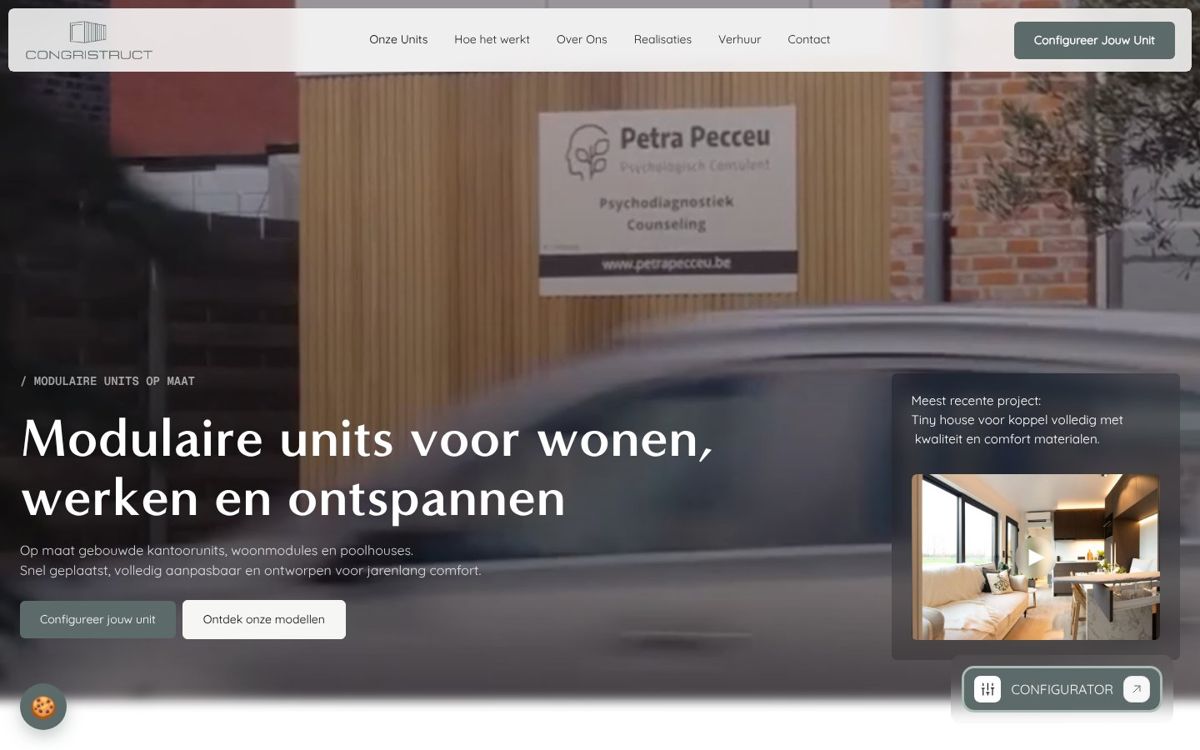 CONGRISTRUCT
Onze Units
Hoe het werkt
Over Ons
Realisaties
Verhuur
Contact
Configureer Jouw Unit
Petra Pecceu
Psychologisch Consulent
Psychodiagnostiek
Counseling
www.petrapecceu.be
/ MODULAIRE UNITS OP MAAT
Modulaire units voor wonen,
werken en ontspannen
Op maat gebouwde kantoorunits, woonmodules en poolhouses.
Snel geplaatst, volledig aanpasbaar en ontworpen voor jarenlang comfort.
Configureer jouw unit
Ontdek onze modellen
Meest recente project:
Tiny house voor koppel volledig met
kwaliteit en comfort materialen.
CONFIGURATOR